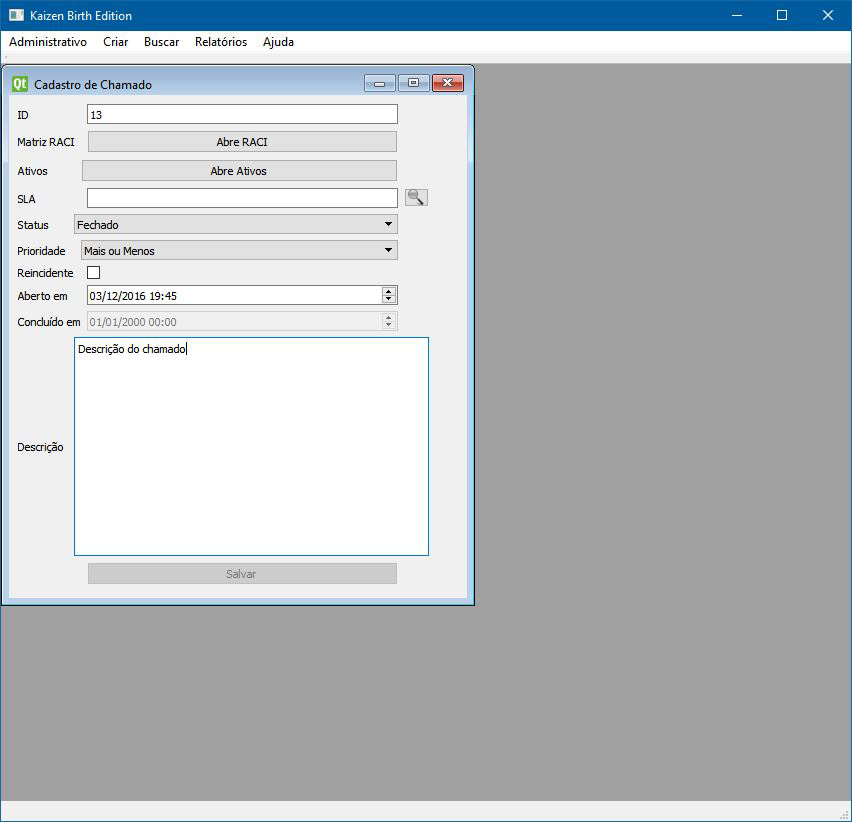 Kaizen Birth Edition
Administrativo Criar Buscar Relatórios Ajuda
Qt Cadastro de Chamado
ID 13
Matriz RACI Abre RACI
Ativos Abre Ativos
SLA
Status Fechado
Prioridade Mais ou Menos
Reincidente
Aberto em 03/12/2016 19:45
Concluído em 01/01/2000 00:00
Descrição do chamado
Descrição
Salvar